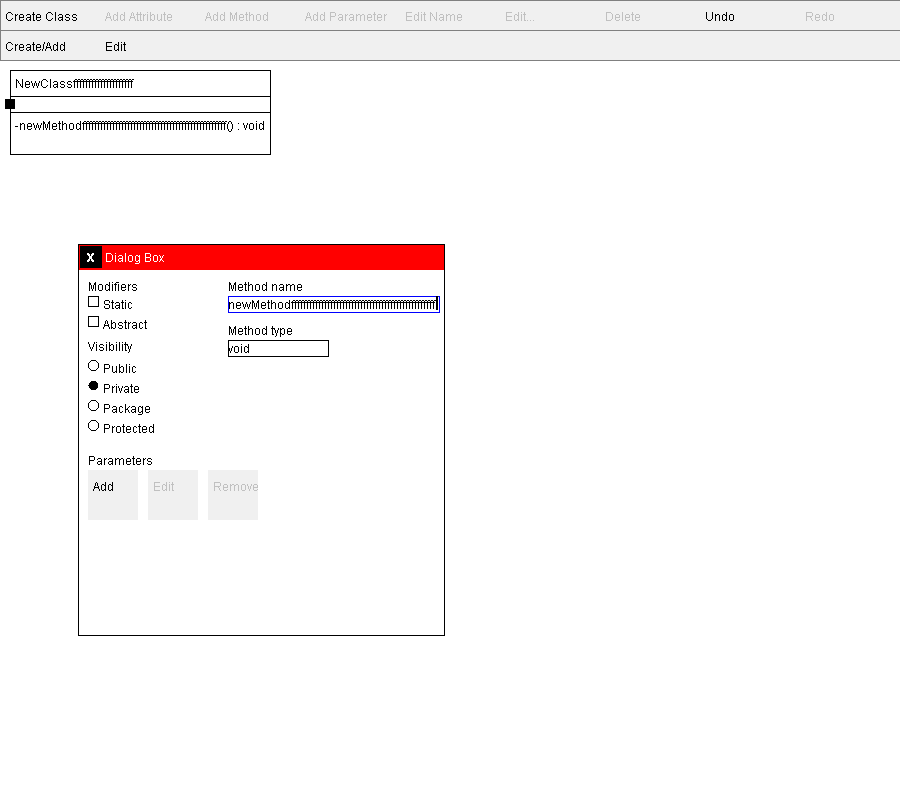 Create Class Add Attribute Add Method Add Parameter Edit Name Edit... Delete Undo Redo
Create/Add Edit
NewClassffffffffffffffffffff
-newMethodffffffffffffffffffffffffffffffffffffffffffffffff() : void
X Dialog Box
Modifiers
Static
Abstract
Visibility
Public
Private
Package
Protected
Method name
newMethodffffffffffffffffffffffffffffffffffffffffffffffff
Method type
void
Parameters
Add Edit Remove